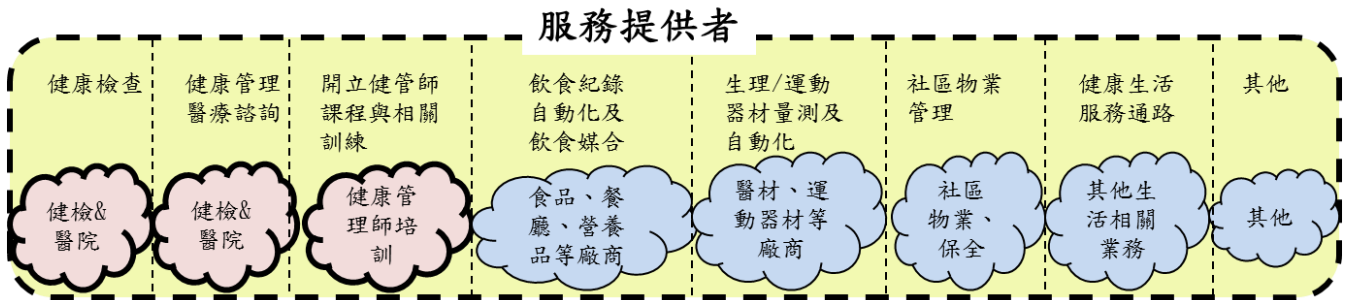 服務提供者
健康檢查
健康管理
醫療諮詢
開立健管師
課程與相關
訓練
飲食紀錄
自動化及
飲食媒合
生理/運動
器材量測及
自動化
社區物業
管理
健康生活
服務通路
其他
健檢&
醫院
健檢&
醫院
健康管
理師培
訓
食品、餐
廳、營養
品等廠商
醫材、運
動器材等
廠商
社區
物業、
保全
其他生
活相關
業務
其他